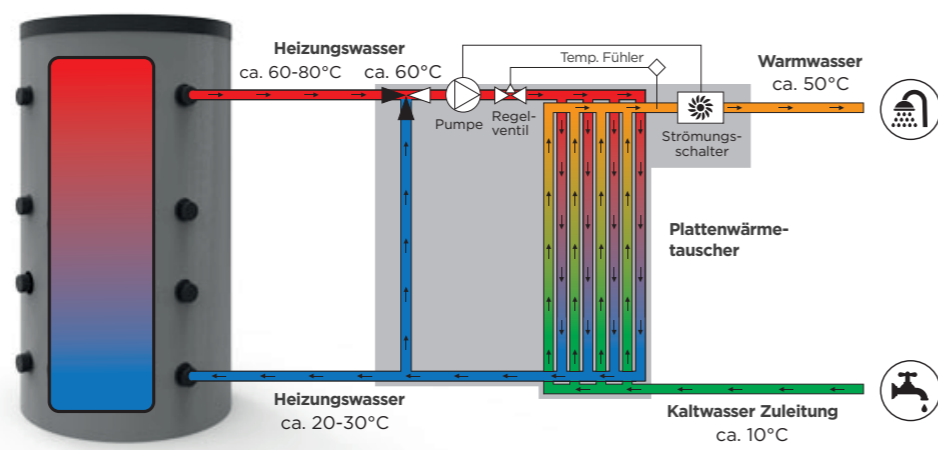 Heizungswasser
ca. 60-80°C
ca. 60°C
Temp. Fühler
Warmwasser
ca. 50°C
Pumpe
Regel-
ventil
Strömungs-
schalter
Plattenwärme-
tauscher
Heizungswasser
ca. 20-30°C
Kaltwasser Zuleitung
ca. 10°C